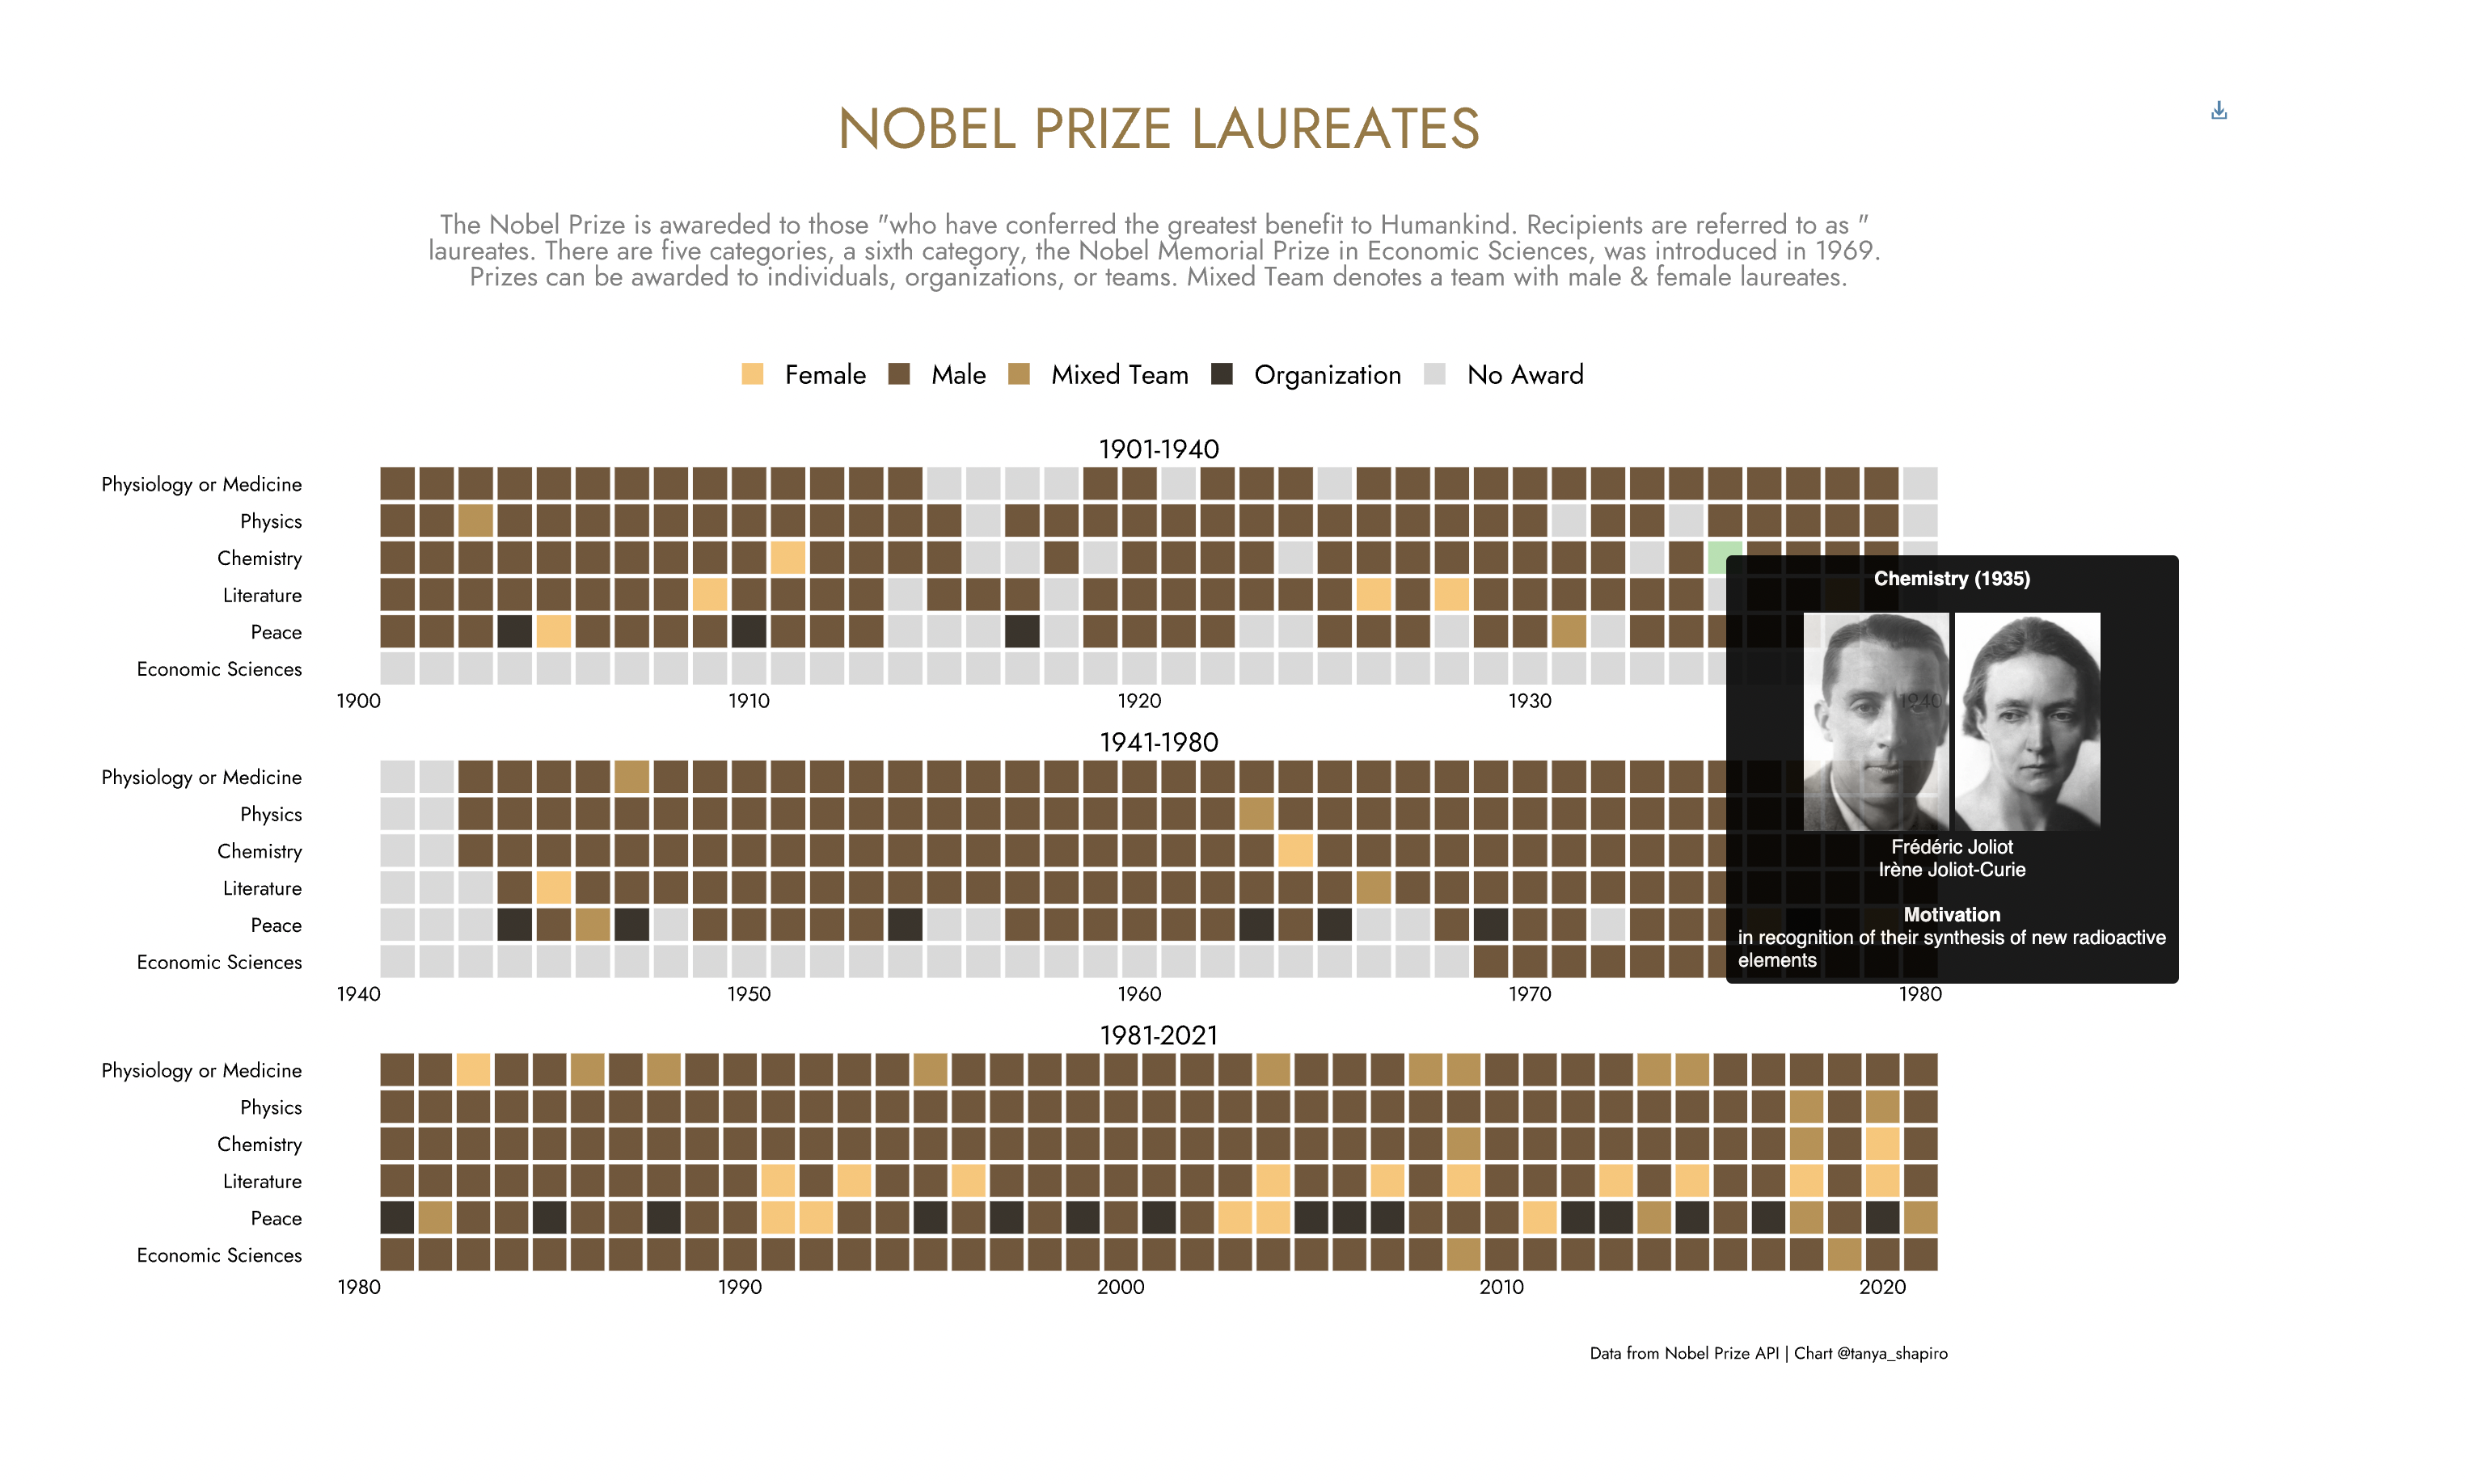 NOBEL PRIZE LAUREATES
The Nobel Prize is awareded to those "who have conferred the greatest benefit to Humankind. Recipients are referred to as "
laureates. There are five categories, a sixth category, the Nobel Memorial Prize in Economic Sciences, was introduced in 1969.
Prizes can be awarded to individuals, organizations, or teams. Mixed Team denotes a team with male & female laureates.
Female Male Mixed Team Organization No Award
1901-1940
Physiology or Medicine
Physics
Chemistry
Literature
Peace
Economic Sciences
1900 1910 1920 1930 1940
Chemistry (1935)
Frédéric Joliot
Irène Joliot-Curie
Motivation
in recognition of their synthesis of new radioactive
elements
1941-1980
Physiology or Medicine
Physics
Chemistry
Literature
Peace
Economic Sciences
1940 1950 1960 1970 1980
1981-2021
Physiology or Medicine
Physics
Chemistry
Literature
Peace
Economic Sciences
1980 1990 2000 2010 2020
Data from Nobel Prize API | Chart @tanya_shapiro